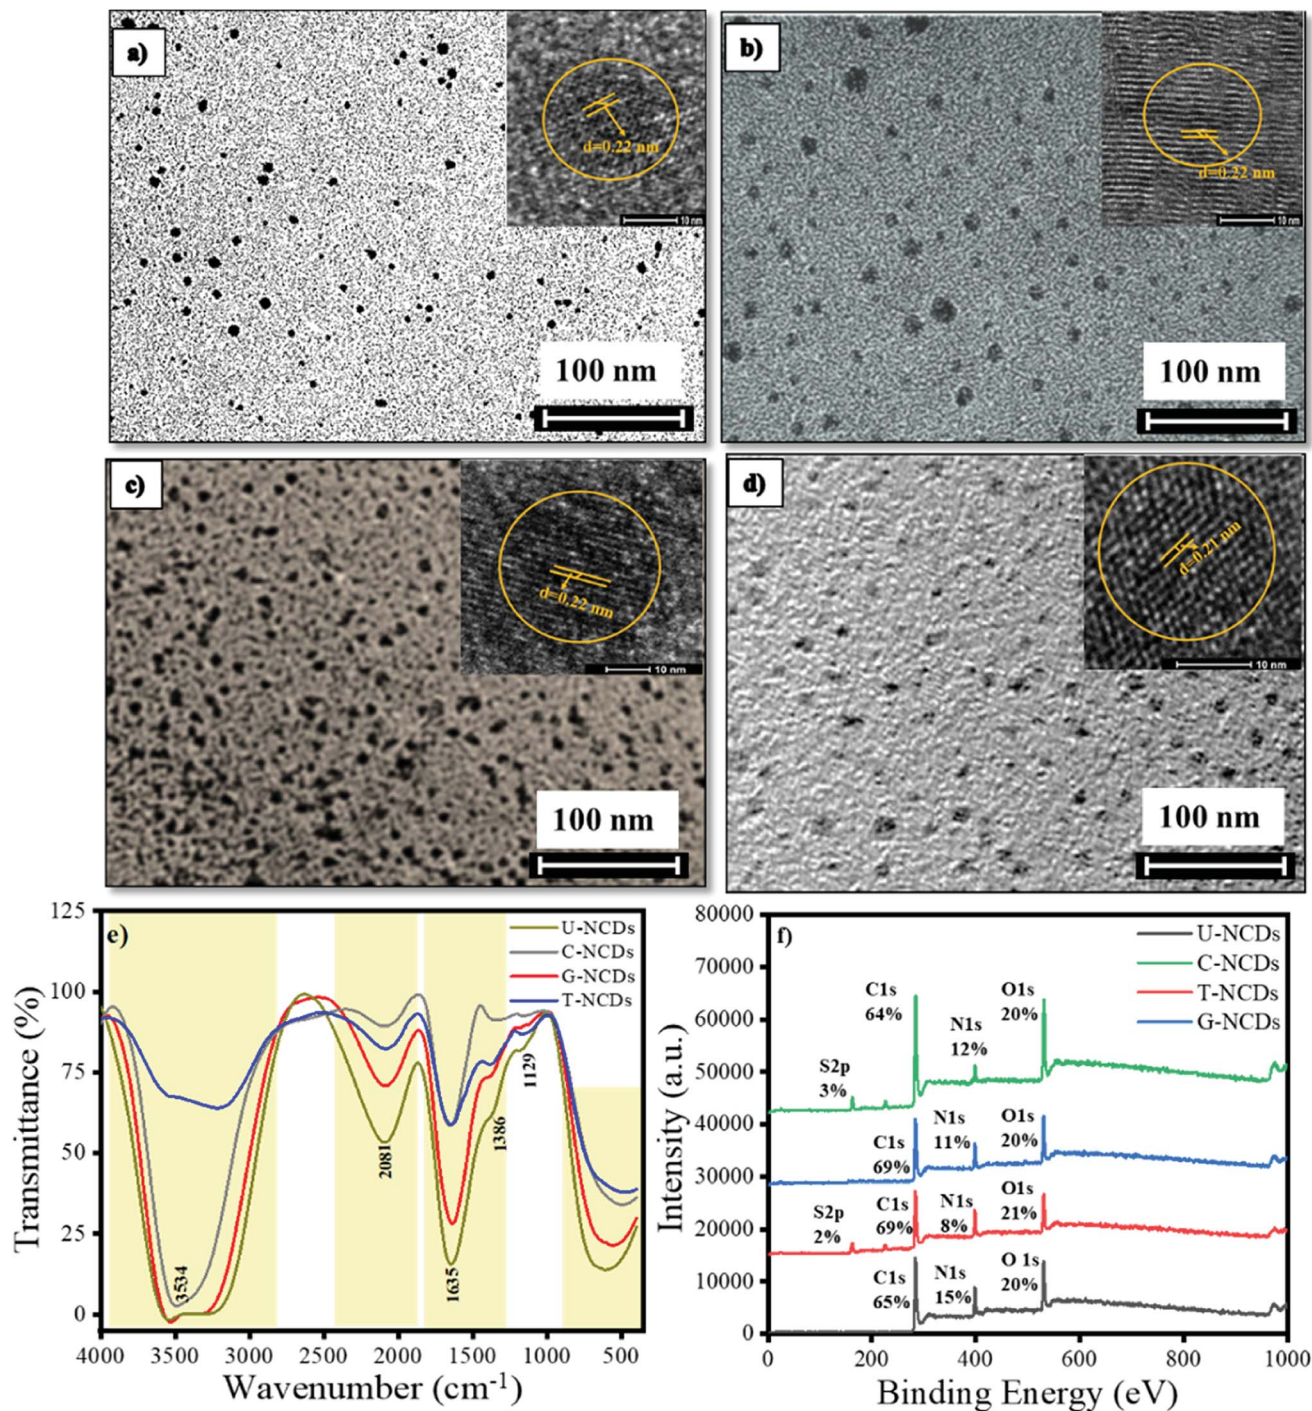 a)
d=0.22 nm
10 nm
100 nm
b)
d=0.22 nm
10 nm
100 nm
c)
d=0.22 nm
10 nm
100 nm
d)
d=0.21 nm
10 nm
100 nm
e)
U-NCDs
C-NCDs
G-NCDs
T-NCDs
125
100
75
50
25
0
Transmittance (%)
3534
2081
1635
1386
1129
4000 3500 3000 2500 2000 1500 1000 500
Wavenumber (cm-1)
f)
U-NCDs
C-NCDs
T-NCDs
G-NCDs
80000
70000
60000
50000
40000
30000
20000
10000
0
Intensity (a.u.)
S2p
3%
C1s
64%
N1s
12%
O1s
20%
C1s
69%
N1s
11%
O1s
20%
S2p
2%
C1s
69%
N1s
8%
O1s
21%
C1s
65%
N1s
15%
O 1s
20%
0 200 400 600 800 1000
Binding Energy (eV)